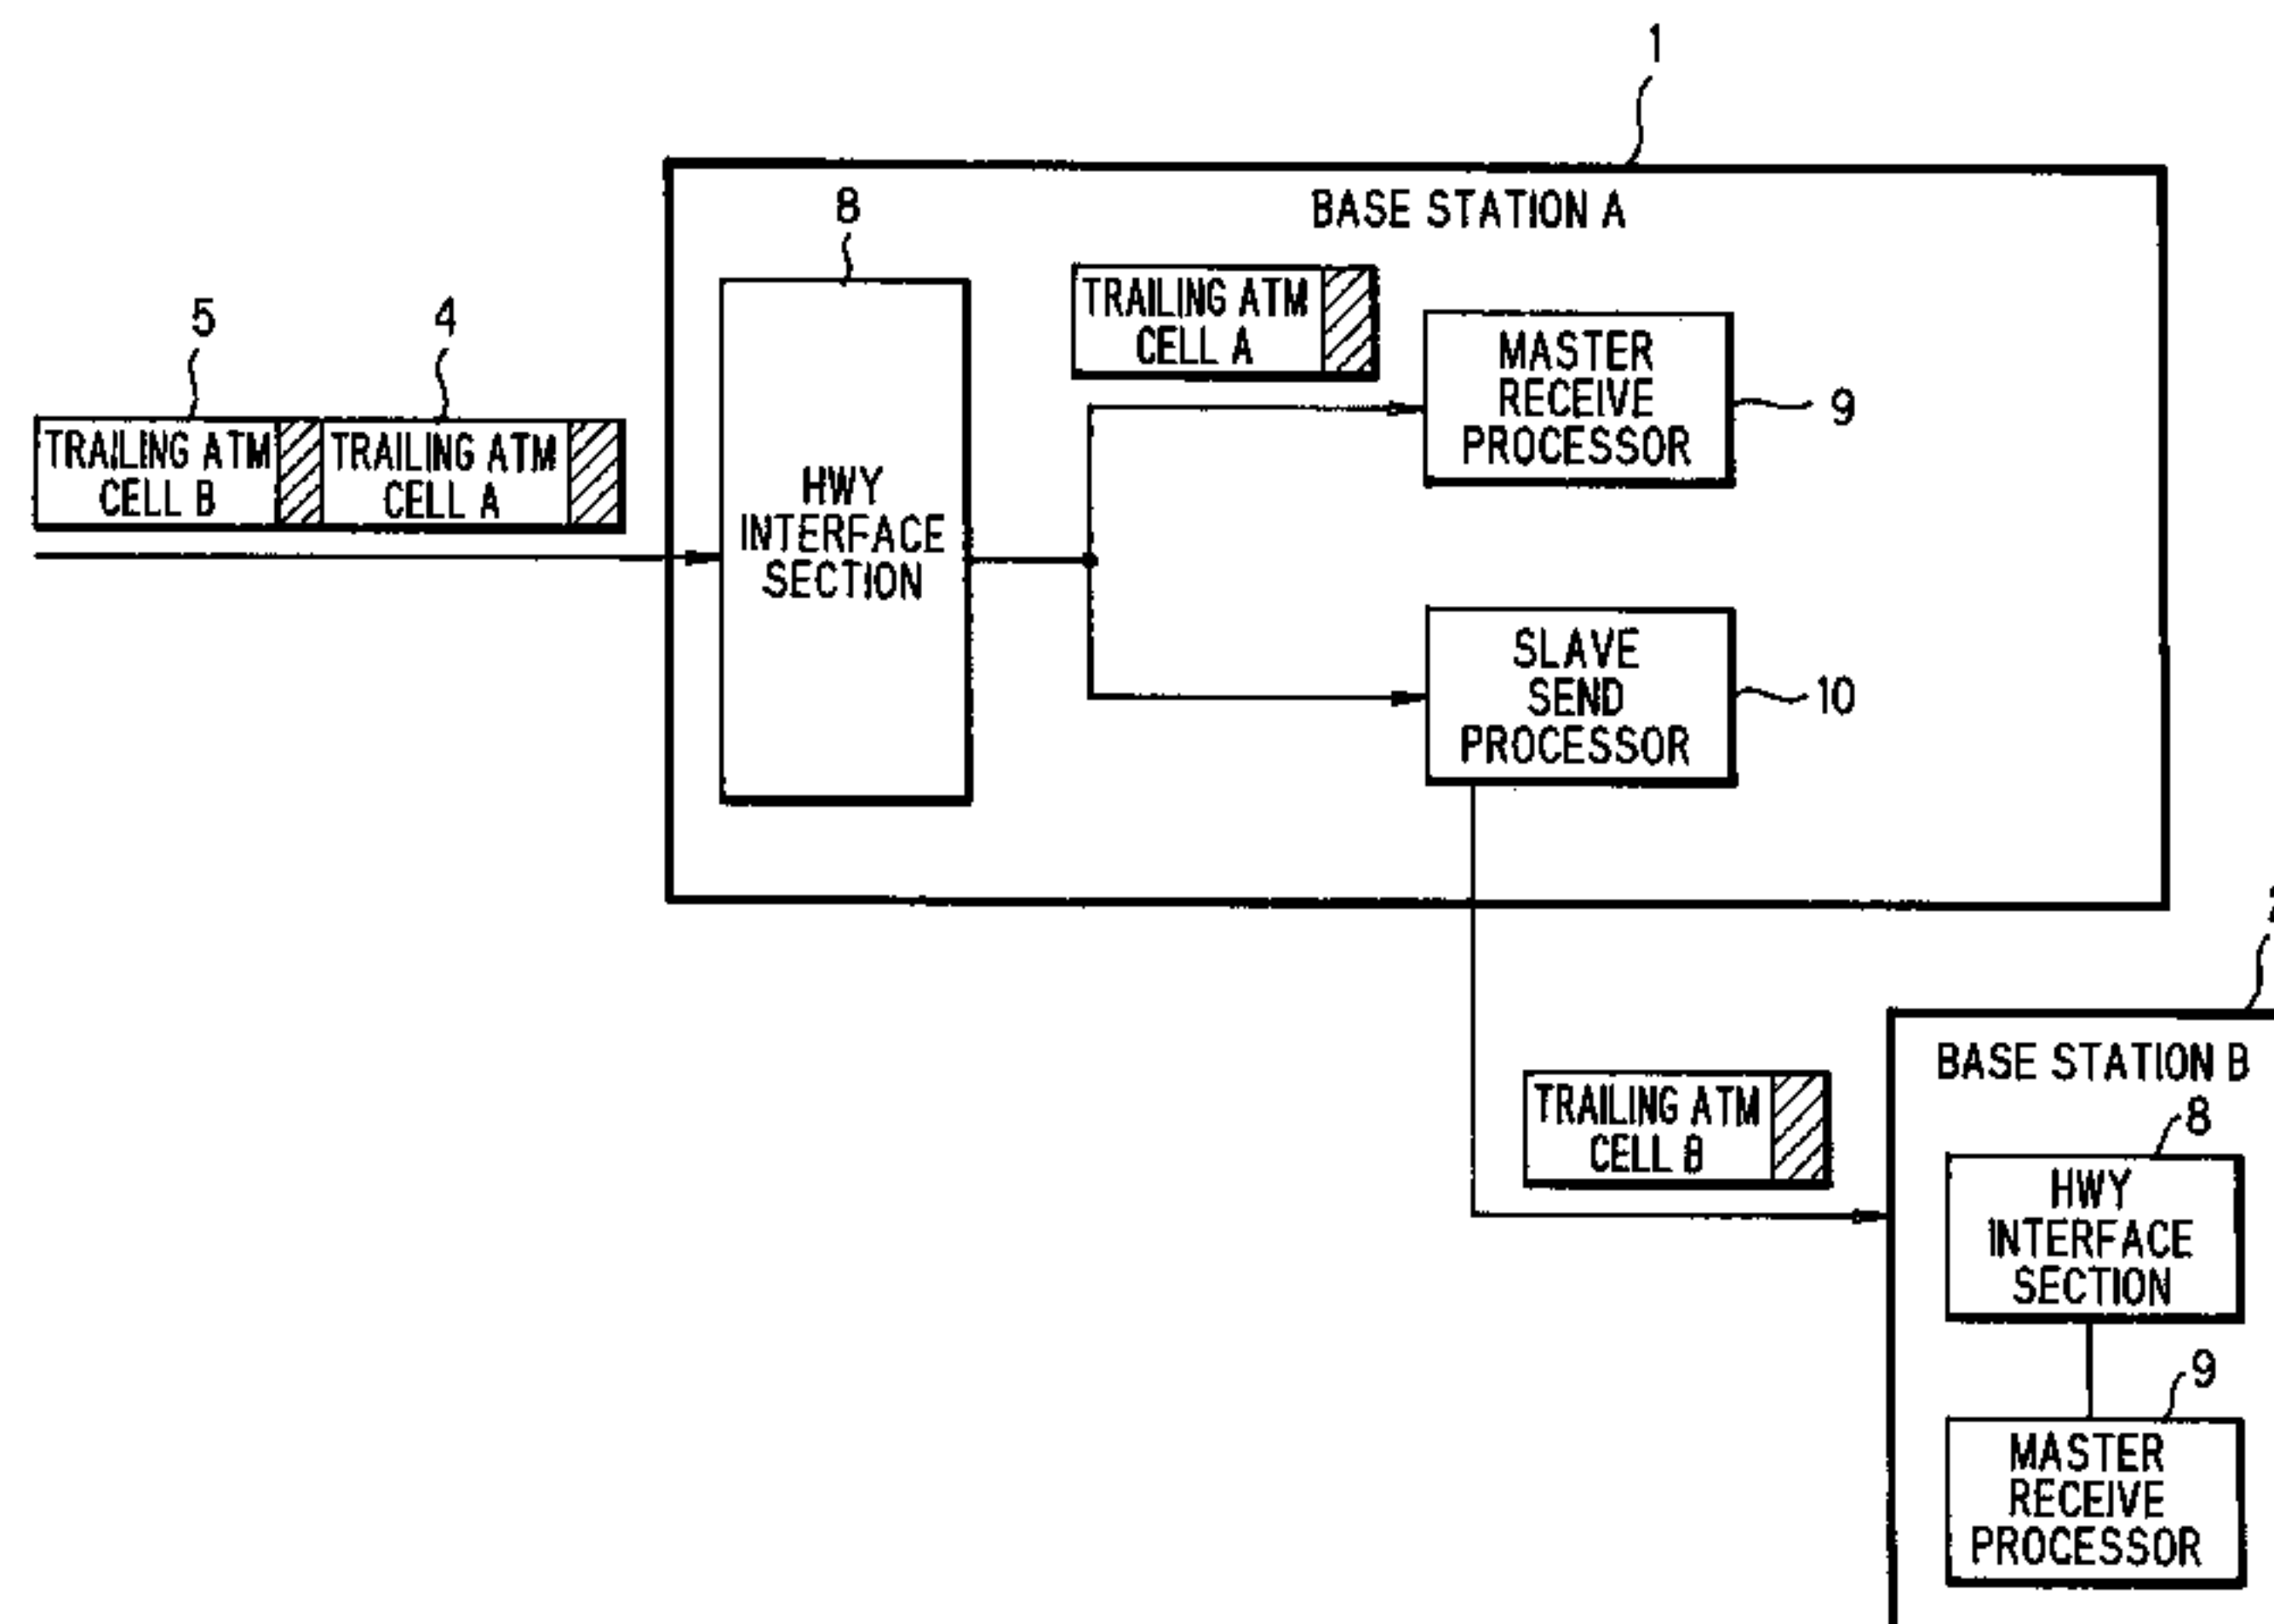 1
BASE STATION A
8
5
4
TRAILING ATM
CELL A
MASTER
RECEIVE
PROCESSOR
9
TRAILING ATM
CELL B
TRAILING ATM
CELL A
HWY
INTERFACE
SECTION
SLAVE
SEND
PROCESSOR
10
BASE STATION B
TRAILING ATM
CELL B
8
HWY
INTERFACE
SECTION
9
MASTER
RECEIVE
PROCESSOR